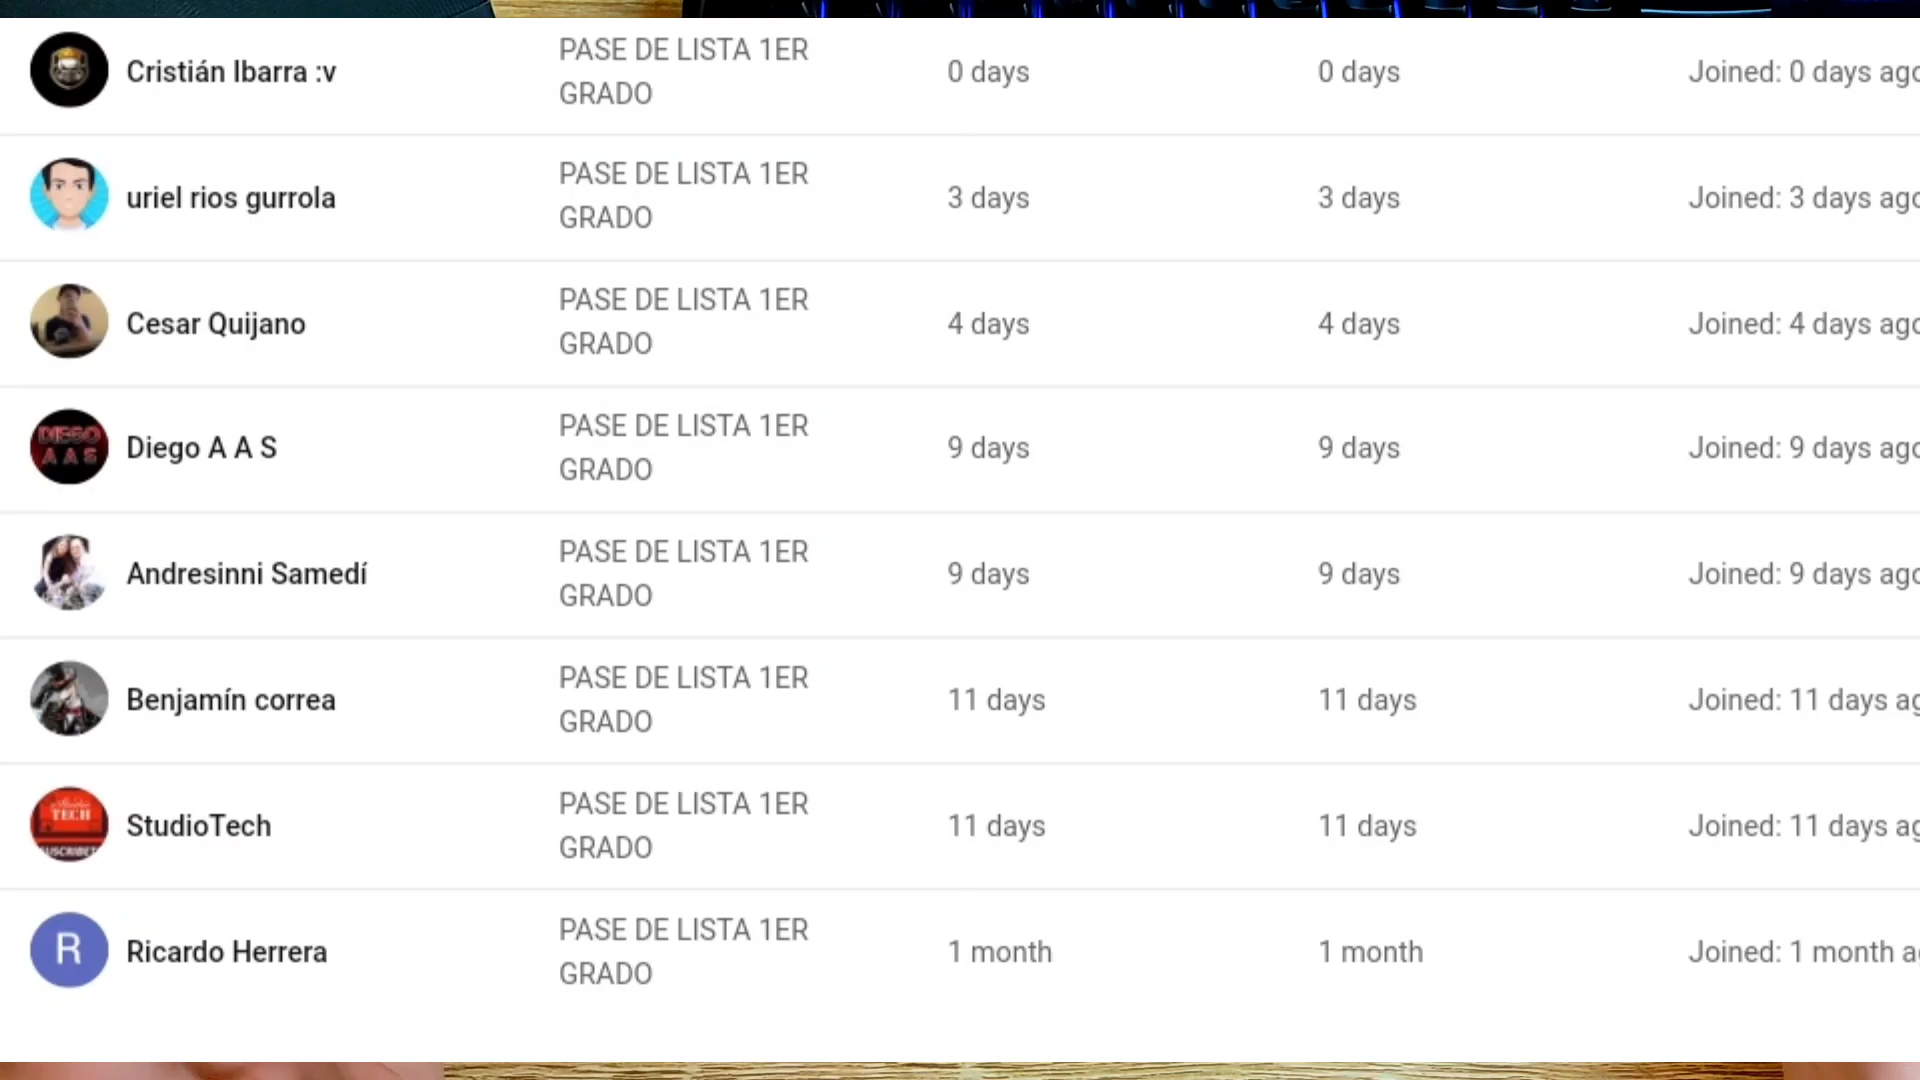 PASE DE LISTA 1ER
Cristián Ibarra :v 0 days 0 days Joined: 0 days ago
GRADO
PASE DE LISTA 1ER
uriel rios gurrola 3 days 3 days Joined: 3 days ago
GRADO
PASE DE LISTA 1ER
Cesar Quijano 4 days 4 days Joined: 4 days ago
GRADO
DIEGO
PASE DE LISTA 1ER
A A S
Diego A A S 9 days 9 days Joined: 9 days ago
GRADO
PASE DE LISTA 1ER
Andresinni Samedí 9 days 9 days Joined: 9 days ago
GRADO
PASE DE LISTA 1ER
Benjamín correa 11 days 11 days Joined: 11 days ag
GRADO
PASE DE LISTA 1ER
TECH
StudioTech 11 days 11 days Joined: 11 days ag
GRADO
PASE DE LISTA 1ER
R
Ricardo Herrera 1 month 1 month Joined: 1 month a
GRADO